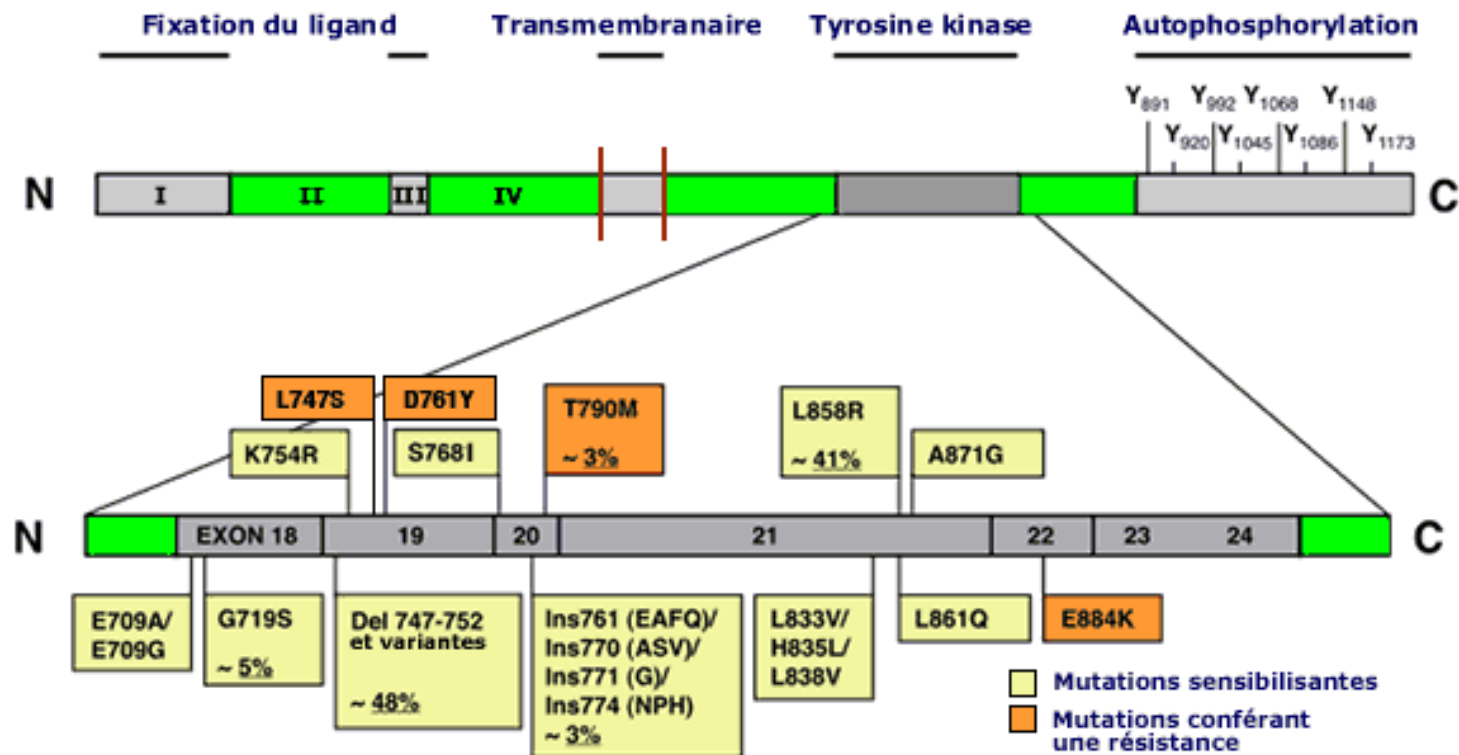 Fixation du ligand Transmembranaire Tyrosine kinase Autophosphorylation
Y891 Y992 Y1068 Y1148
Y920 Y1045 Y1086 Y1173
N I II III IV C
L747S D761Y T790M L858R
K754R S768I ~ 3% ~ 41% A871G
N EXON 18 19 20 21 22 23 24 C
E709A/
E709G
G719S
~ 5%
Del 747-752
et variantes
~ 48%
Ins761 (EAFQ)/
Ins770 (ASV)/
Ins771 (G)/
Ins774 (NPH)
~ 3%
L833V/
H835L/
L838V
L861Q
E884K
Mutations sensibilisantes
Mutations conférant
une résistance